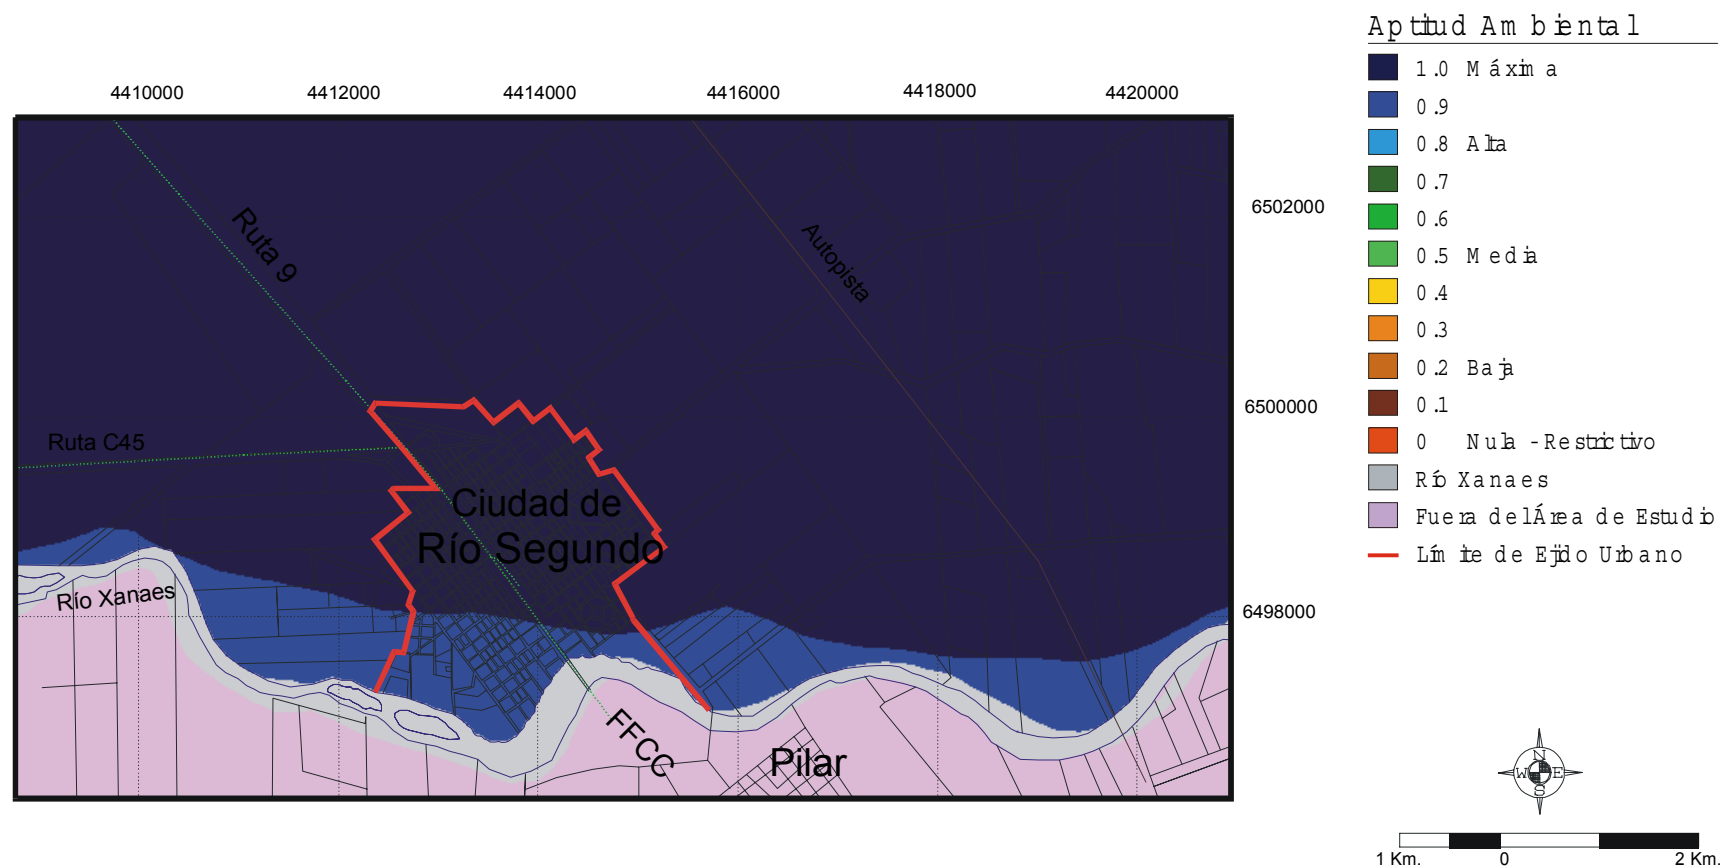 Aptitud Ambiental
1.0 Máxima
0.9
0.8 Alta
0.7
0.6
0.5 Media
0.4
0.3
0.2 Baja
0.1
0 Nula -Restrictivo
Río Xanaes
Fuera del Área de Estudio
Límite de Ejido Urbano
4410000 4412000 4414000 4416000 4418000 4420000
6502000
6500000
6498000
Ruta 9
Autopista
Ruta C45
Ciudad de
Río Segundo
Río Xanaes
FFCC
Pilar
N
W E
S
1 Km. 0 2 Km.